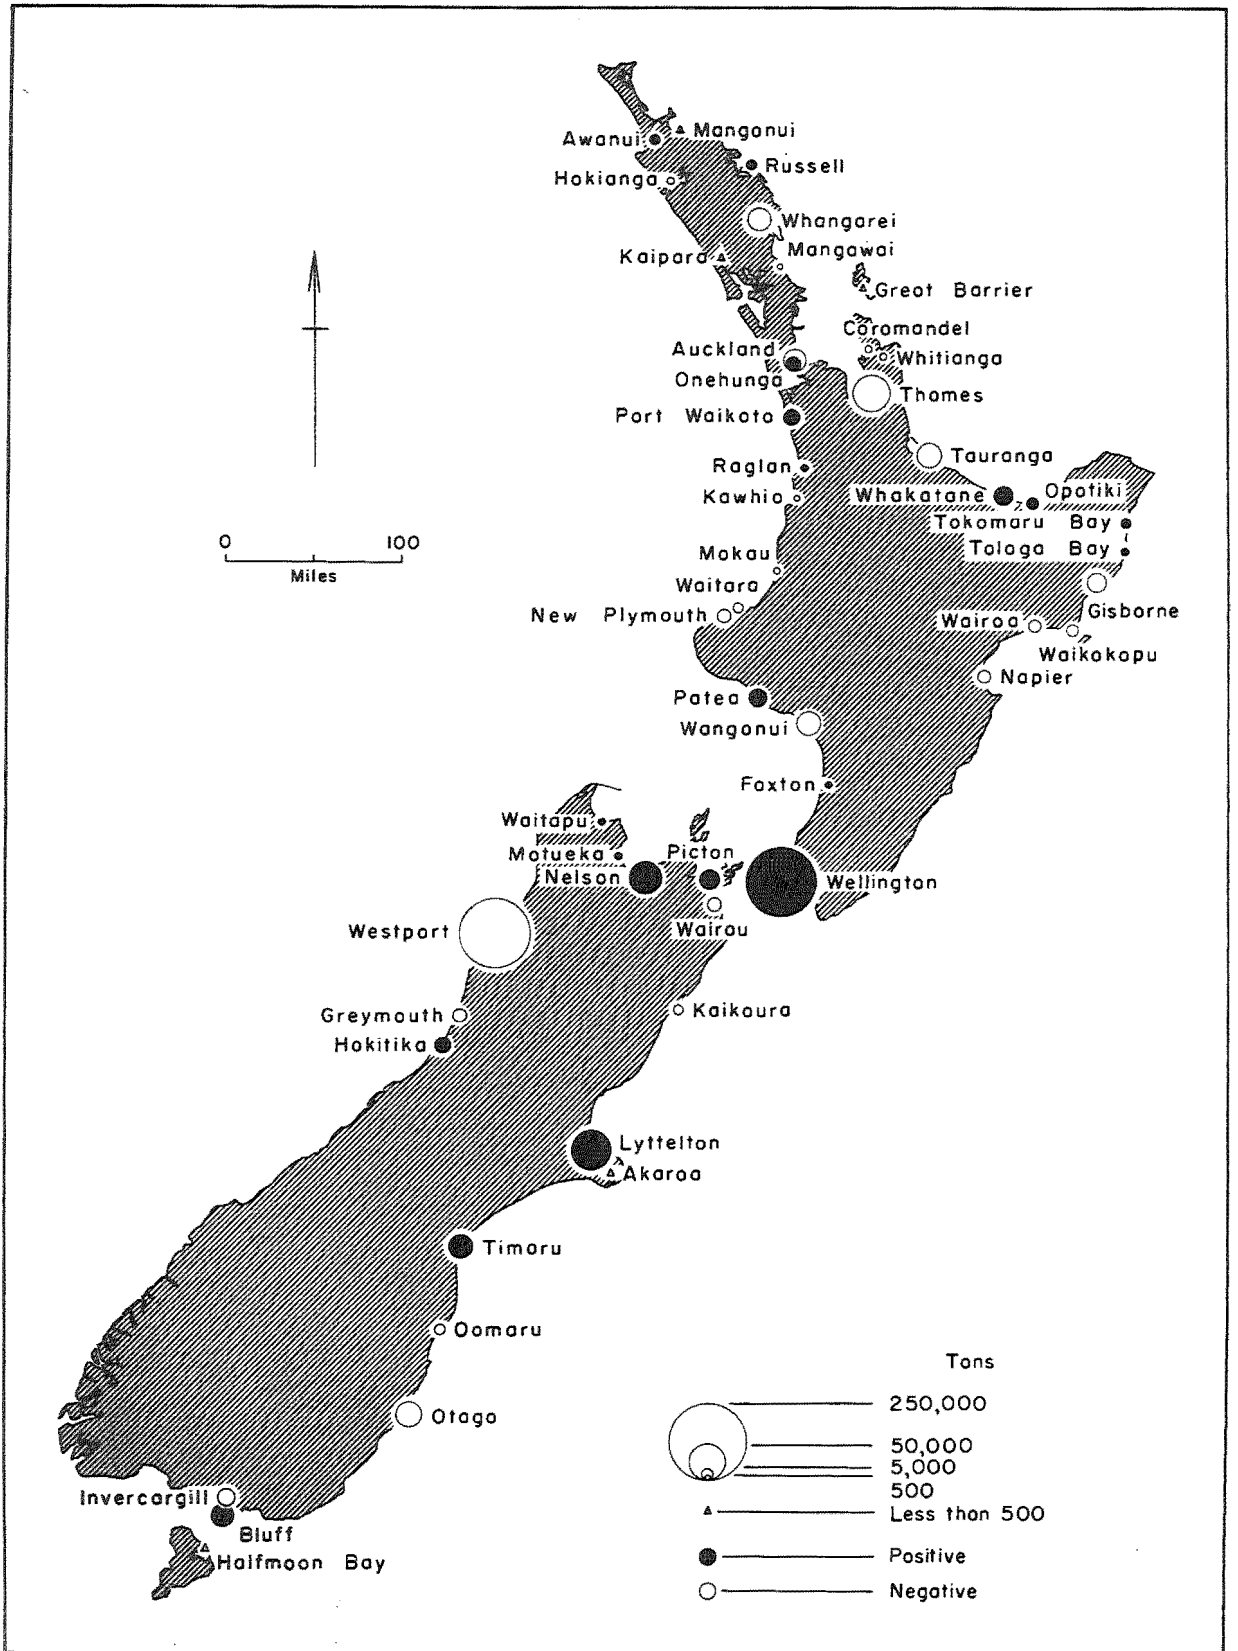 Awanui
Mangonui
Russell
Hokianga
Whangarei
Mangawai
Kaipara
Great Barrier
Coromandel
Auckland
Whitianga
Onehunga
Thames
Port Waikato
Tauranga
Raglan
Whakatane
Opotiki
Kawhia
Tokomaru Bay
0 100
Miles
Tolaga Bay
Mokau
Waitara
New Plymouth
Gisborne
Wairoa
Waikokopu
Napier
Patea
Wanganui
Foxton
Waitapu
Motueka
Picton
Nelson
Wellington
Westport
Wairau
Kaikoura
Greymouth
Hokitika
Lyttelton
Akaroa
Timaru
Oamaru
Otago
Invercargill
Bluff
Halfmoon Bay
Tons
250,000
50,000
5,000
500
Less than 500
Positive
Negative